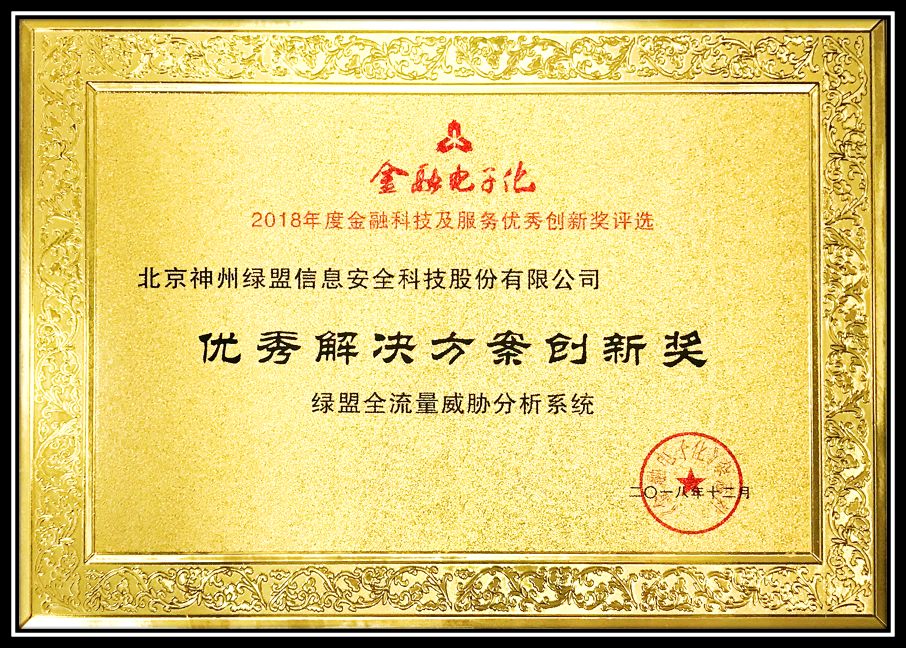 金融电子化
2018年度金融科技及服务优秀创新奖评选
北京神州绿盟信息安全科技股份有限公司
优秀解决方案创新奖
绿盟全流量威胁分析系统
二〇一八年十二月